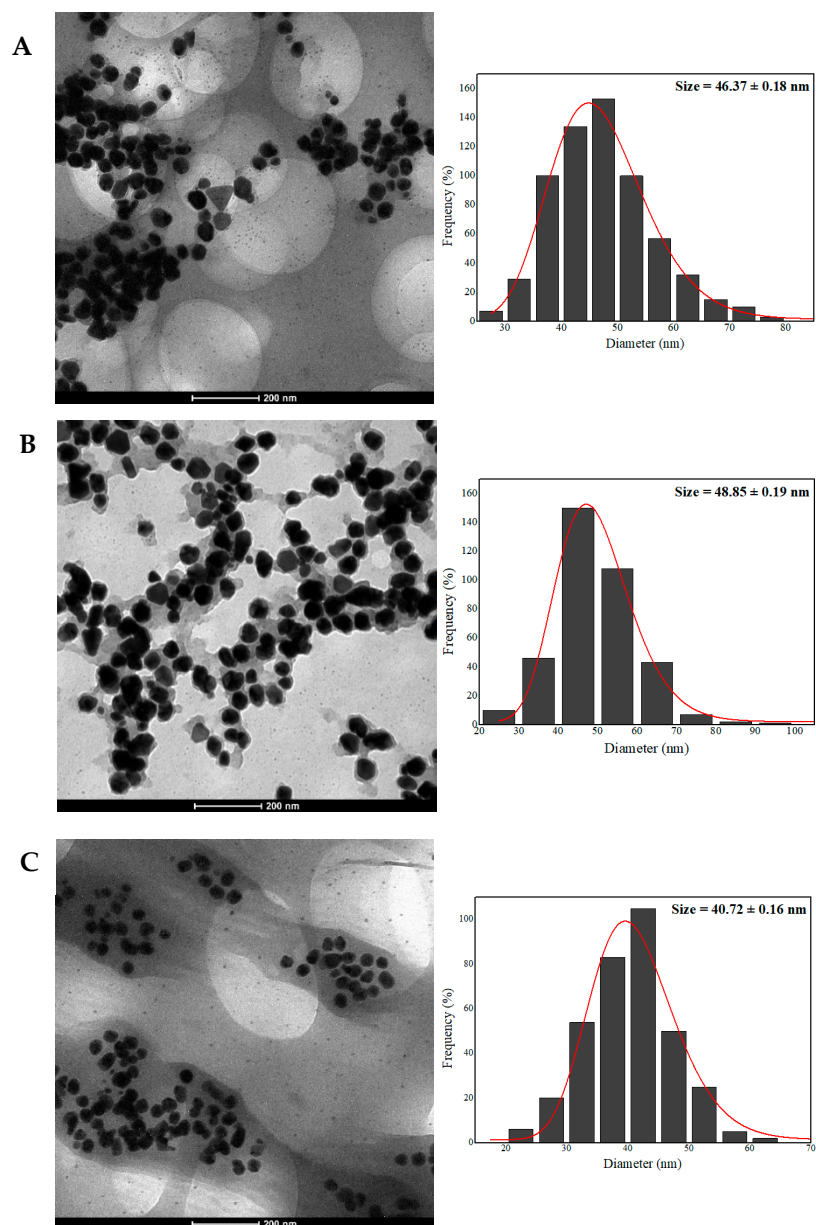 A
200 nm
Size = 46.37 ± 0.18 nm
Frequency (%)
160
140
120
100
80
60
40
20
0
30 40 50 60 70 80
Diameter (nm)
B
200 nm
Size = 48.85 ± 0.19 nm
Frequency (%)
160
140
120
100
80
60
40
20
0
20 30 40 50 60 70 80 90 100
Diameter (nm)
C
200 nm
Size = 40.72 ± 0.16 nm
Frequency (%)
100
80
60
40
20
0
20 30 40 50 60 70
Diameter (nm)